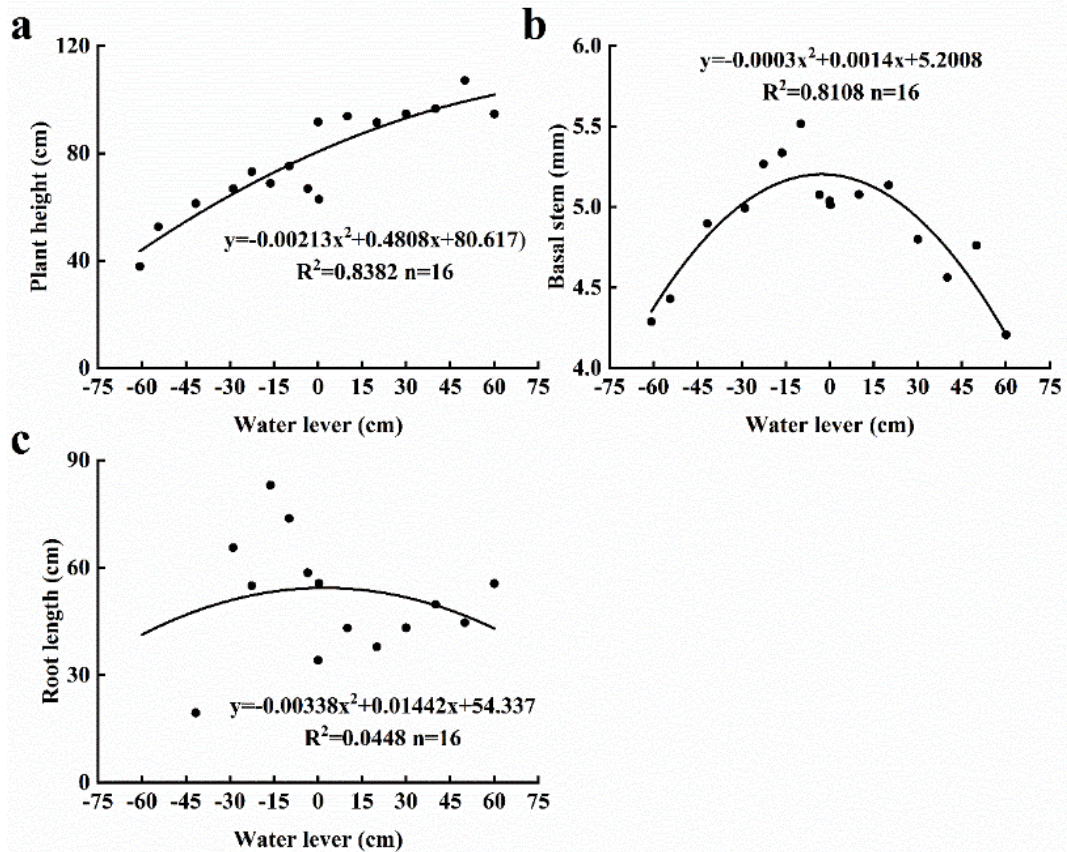 a
120
80
40
0
Plant height (cm)
y=-0.00213x²+0.4808x+80.617)
R²=0.8382 n=16
-75 -60 -45 -30 -15 0 15 30 45 60 75
Water lever (cm)
b
6.0
5.5
5.0
4.5
4.0
Basal stem (mm)
y=-0.0003x²+0.0014x+5.2008
R²=0.8108 n=16
-75 -60 -45 -30 -15 0 15 30 45 60 75
Water lever (cm)
c
90
60
30
0
Root length (cm)
y=-0.00338x²+0.01442x+54.337
R²=0.0448 n=16
-75 -60 -45 -30 -15 0 15 30 45 60 75
Water lever (cm)